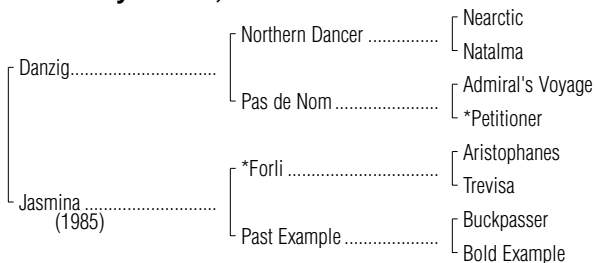 Nearctic
Northern Dancer ................
Natalma
Danzig.................................
Admiral's Voyage
Pas de Nom.......................
*Petitioner
Aristophanes
*Forli ..................................
Trevisa
Jasmina ..............................
(1985)
Buckpasser
Past Example.....................
Bold Example